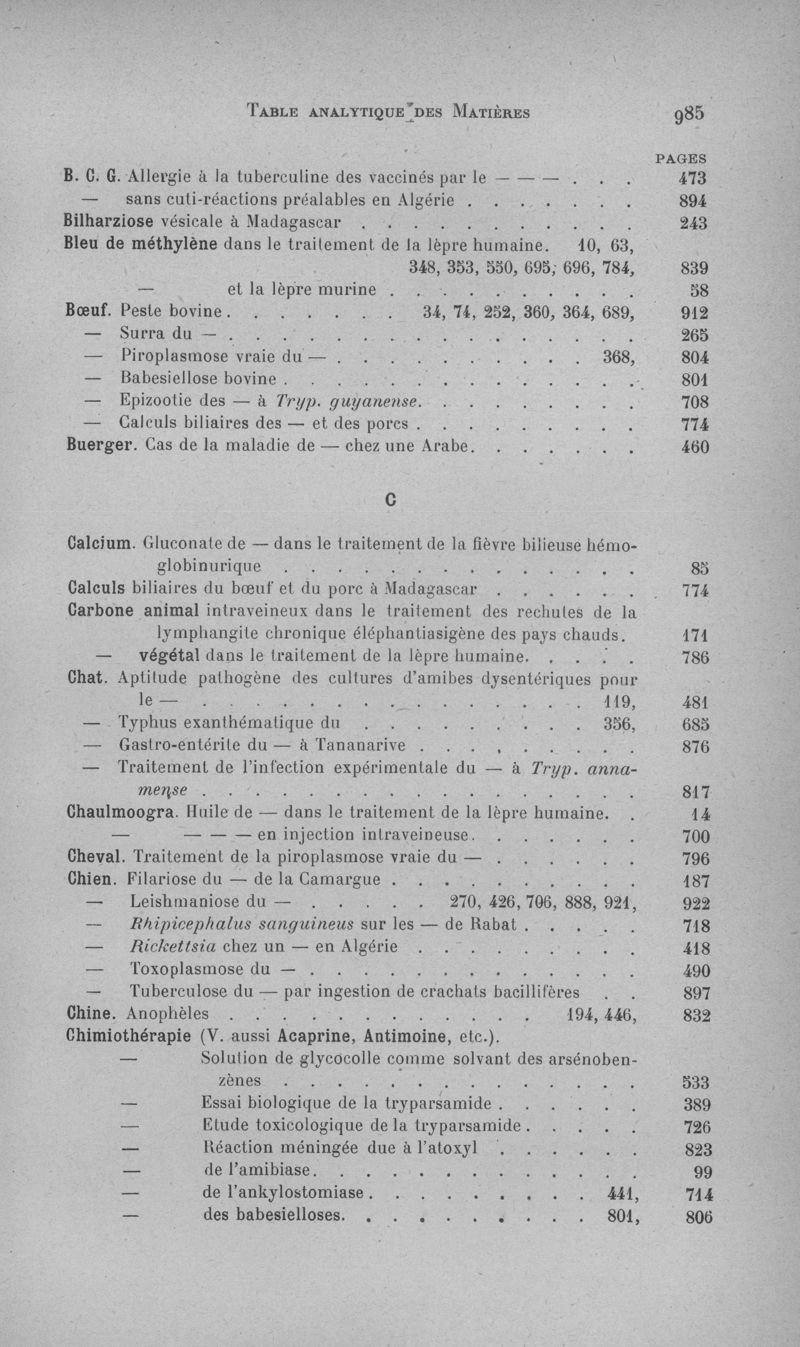 TABLE ANALYTIQUE DES MATIÈRES 985
PAGES
B. C. G. Allergie à la tuberculine des vaccinés par le — — — . . . 473
— sans cuti-réactions préalables en Algérie . . . . . . . 894
Bilharziose vésicale à Madagascar . . . . . . . . . . . 243
Bleu de méthylène dans le traitement de la lèpre humaine. 10, 63,
348, 353, 550, 695, 696, 784, 839
— et la lèpre murine . . . . . . . . . . 58
Bœuf. Peste bovine . . . . . . . 34, 74, 252, 360, 364, 689, 912
— Surra du — . . . . . . . . . . . . . . . . 265
— Piroplasmose vraie du — . . . . . . . . . . 368, 804
— Babesiellose bovine . . . . . . . . . . . . . . 801
— Epizootie des — à Tryp. guyanense. . . . . . . . . 708
— Calculs biliaires des — et des porcs . . . . . . . . . 774
Buerger. Cas de la maladie de — chez une Arabe. . . . . . . 460
C
Calcium. Gluconate de — dans le traitement de la fièvre bilieuse hémo-
globinurique . . . . . . . . . . . . . . 85
Calculs biliaires du bœuf et du porc à Madagascar . . . . . . 774
Carbone animal intraveineux dans le traitement des rechutes de la
lymphangite chronique éléphantiasigène des pays chauds. 171
— végétal dans le traitement de la lèpre humaine. . . . . 786
Chat. Aptitude pathogène des cultures d'amibes dysentériques pour
le — . . . . . . . . . . . . . . . 119, 481
— Typhus exanthématique du . . . . . . . . . 356, 685
— Gastro-entérite du — à Tananarive . . . . . . . . . 876
— Traitement de l'infection expérimentale du — à Tryp. anna-
mense . . . . . . . . . . . . . . . . . 817
Chaulmoogra. Huile de — dans le traitement de la lèpre humaine. . 14
— — — — en injection intraveineuse. . . . . . . 700
Cheval. Traitement de la piroplasmose vraie du — . . . . . . 796
Chien. Filariose du — de la Camargue . . . . . . . . . . 187
— Leishmaniose du — . . . . . 270, 426, 706, 888, 921, 922
— Rhipicephalus sanguineus sur les — de Rabat . . . . . 718
— Rickettsia chez un — en Algérie . . . . . . . . . 418
— Toxoplasmose du — . . . . . . . . . . . . . 490
— Tuberculose du — par ingestion de crachats bacillifères . . 897
Chine. Anophèles . . . . . . . . . . . . 194, 446, 832
Chimiothérapie (V. aussi Acaprine, Antimoine, etc.).
— Solution de glycocolle comme solvant des arsénoben-
zènes . . . . . . . . . . . . . . 533
— Essai biologique de la tryparsamide . . . . . . 389
— Etude toxicologique de la tryparsamide . . . . . 726
— Réaction méningée due à l'atoxyl . . . . . . 823
— de l'amibiase. . . . . . . . . . . . . 99
— de l'ankylostomiase . . . . . . . . . 441, 714
— des babesielloses. . . . . . . . . . 801, 806